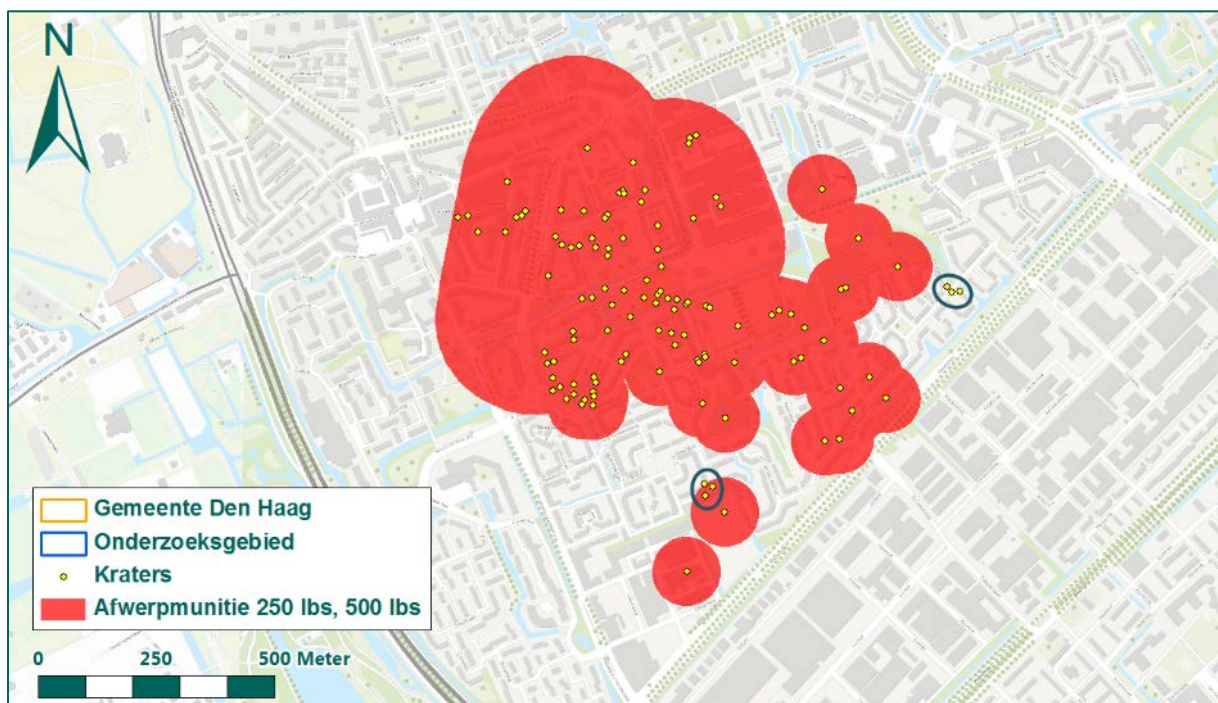 N
Gemeente Den Haag
Onderzoeksgebied
Kraters
Afwerpmunitie 250 lbs, 500 lbs
0 250 500 Meter